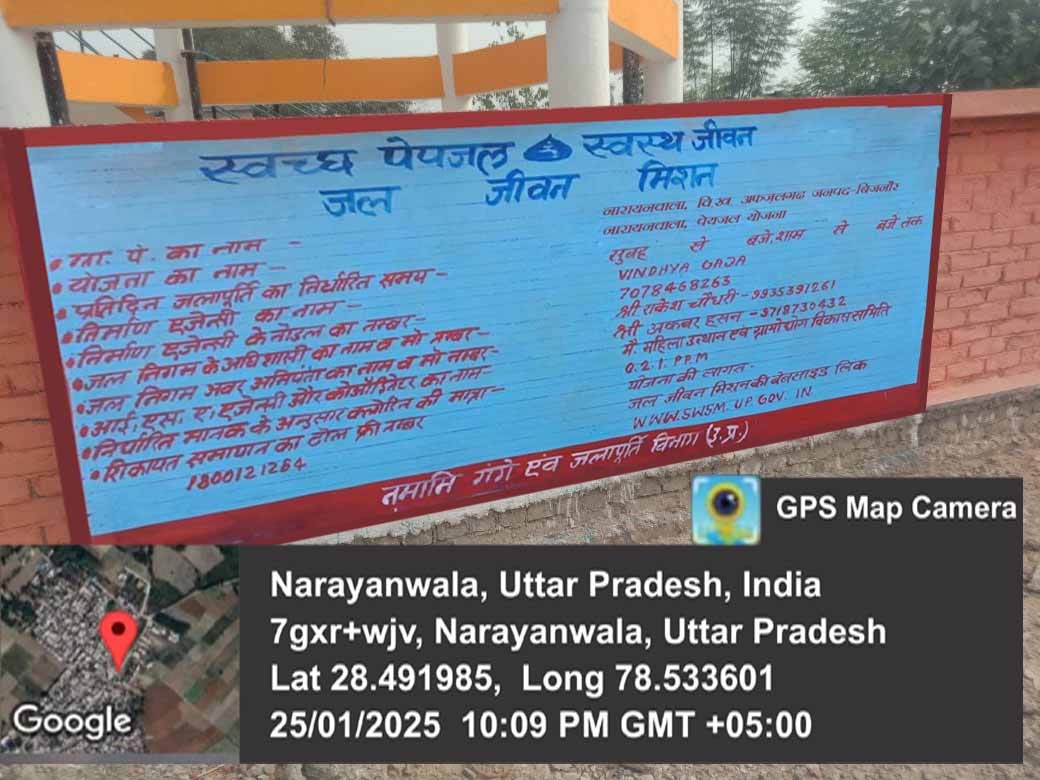 स्वच्छ पेयजल स्वस्थ जीवन
जल जीवन मिशन
• ग्रा. पं. का नाम –
नारायनवाला, वि.ख. अफजलगढ जनपद-बिजनौर
• योजना का नाम –
नारायनवाला, पेयजल योजना
• प्रतिदिन जलापूर्ति का निर्धारित समय –
सुबह से बजे, शाम से बजे तक
• निर्माण एजेन्सी का नाम –
VINDHYA GAJA
• निर्माण एजेन्सी के नोडल का नम्बर –
7078468263
• जल निगम के अधिशासी का नाम व मो नम्बर –
श्री राकेश चौधरी - 9935391261
• जल निगम अवर अभियंता का नाम व मो नम्बर –
श्री अकबर हसन - 9718730432
• आई. एस. ए. एजेन्सी और कोऑर्डिनेटर का नाम –
मै. महिला उत्थान एवं ग्रामोद्योग विकास समिति
• निर्धारित मानक के अनुसार क्लोरिन की मात्रा –
0.2 1. P.P.M
योजना की लागत.
• शिकायत समापान का टोल फ्री नम्बर
1800121264
जल जीवन मिशन की बेबसाइड लिंक
WWW.SWSM.UP.GOV.IN
नमामि गंगे एंव जलापूर्ति विभाग (उ.प्र.)
GPS Map Camera
Narayanwala, Uttar Pradesh, India
7gxr+wjv, Narayanwala, Uttar Pradesh
Lat 28.491985, Long 78.533601
25/01/2025 10:09 PM GMT +05:00
Google